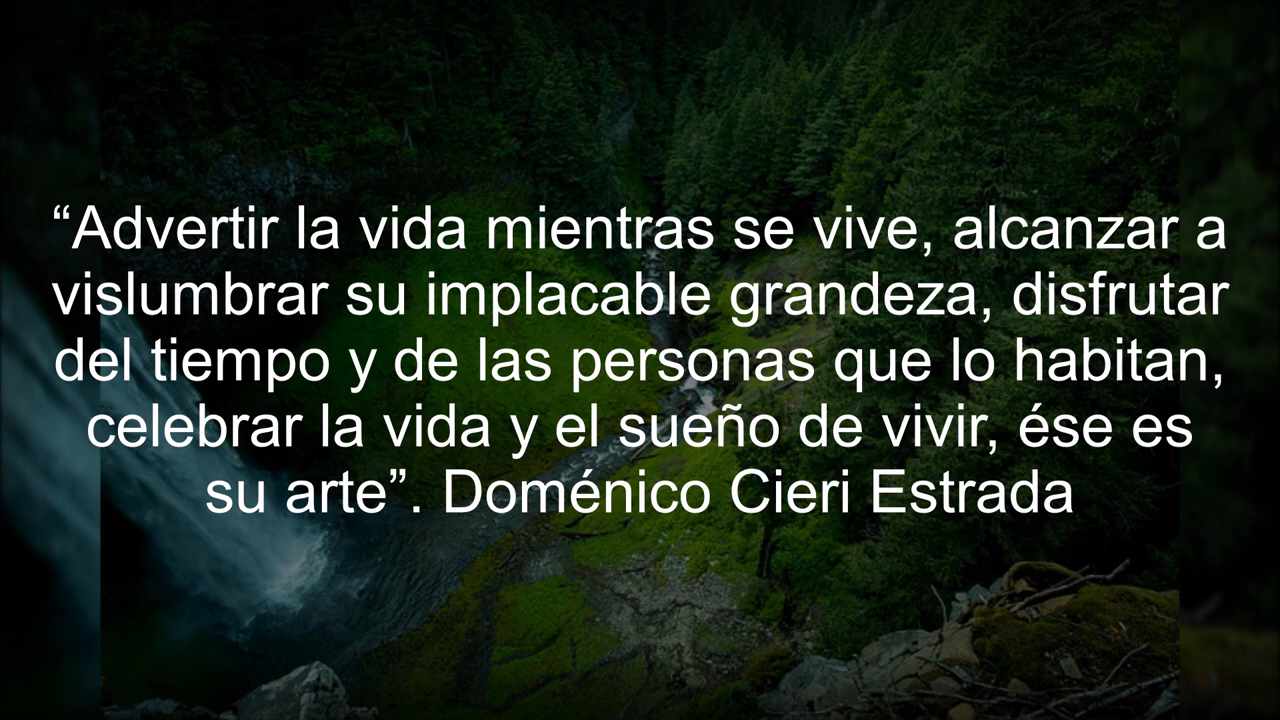 “Advertir la vida mientras se vive, alcanzar a
vislumbrar su implacable grandeza, disfrutar
del tiempo y de las personas que lo habitan,
celebrar la vida y el sueño de vivir, ése es
su arte”. Doménico Cieri Estrada